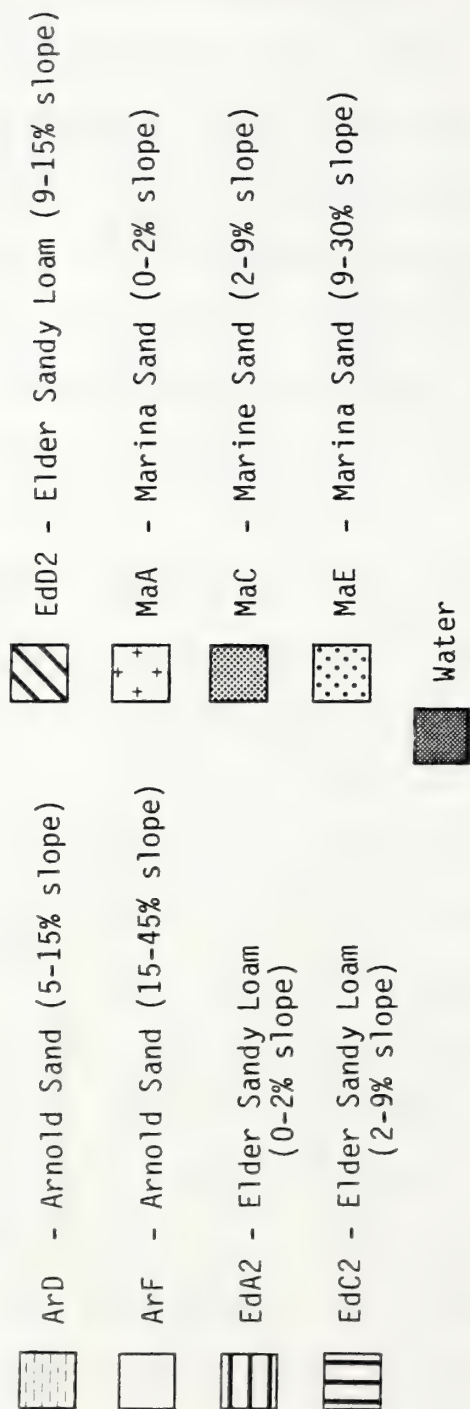 ArD - Arnold Sand (5-15% slope)
ArF - Arnold Sand (15-45% slope)
EdA2 - Elder Sandy Loam
(0-2% slope)
EdC2 - Elder Sandy Loam
(2-9% slope)
EdD2 - Elder Sandy Loam (9-15% slope)
MaA - Marina Sand (0-2% slope)
MaC - Marine Sand (2-9% slope)
MaE - Marina Sand (9-30% slope)
Water